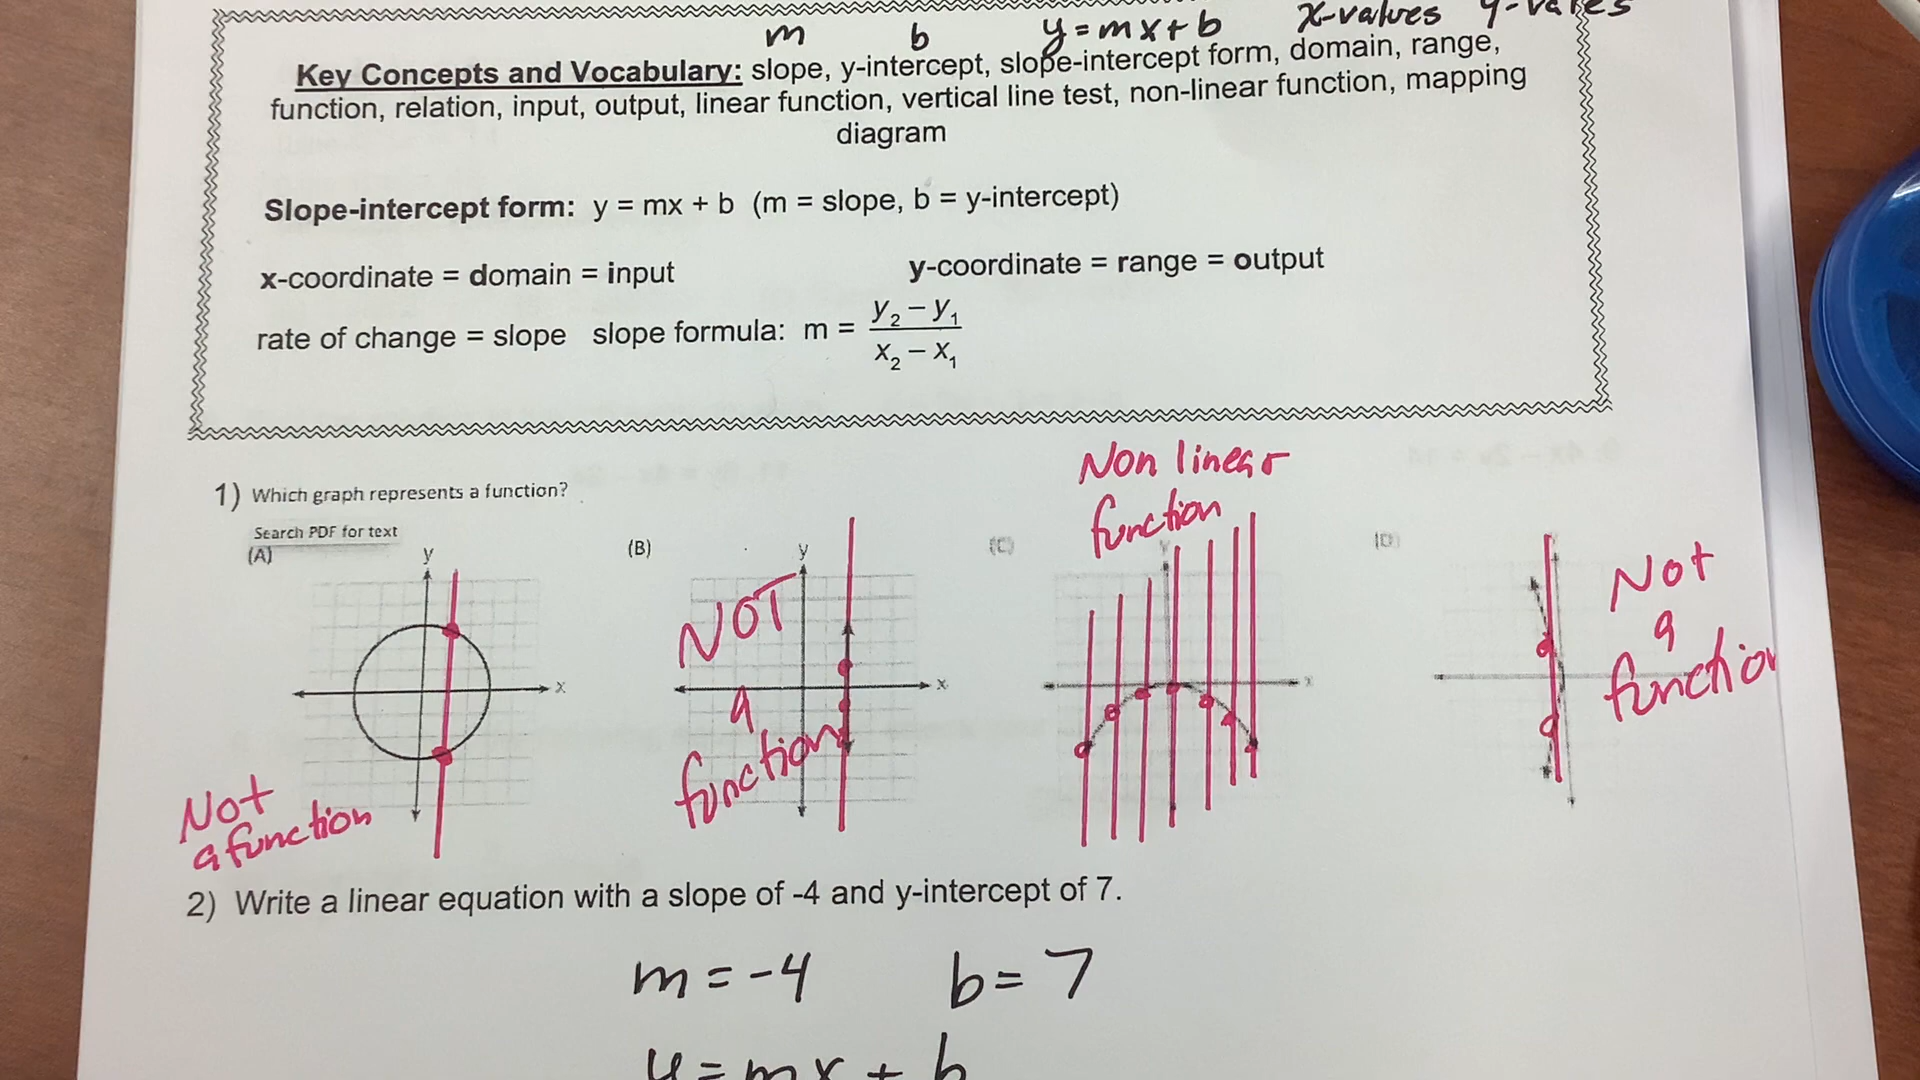 m b y=mx+b x-values
Key Concepts and Vocabulary: slope, y-intercept, slope-intercept form, domain, range,
function, relation, input, output, linear function, vertical line test, non-linear function, mapping
diagram
Slope-intercept form: y = mx + b (m = slope, b = y-intercept)
x-coordinate = domain = input y-coordinate = range = output
rate of change = slope slope formula: m = y₂ − y₁
x₂ − x₁
Non linear
function
1) Which graph represents a function?
Search PDF for text
(A) y
x
Not
a function
(B) y
x
NOT
a
function
(C) y
x
(D)
Not
a
function
2) Write a linear equation with a slope of -4 and y-intercept of 7.
m = -4 b = 7
y = mx + b